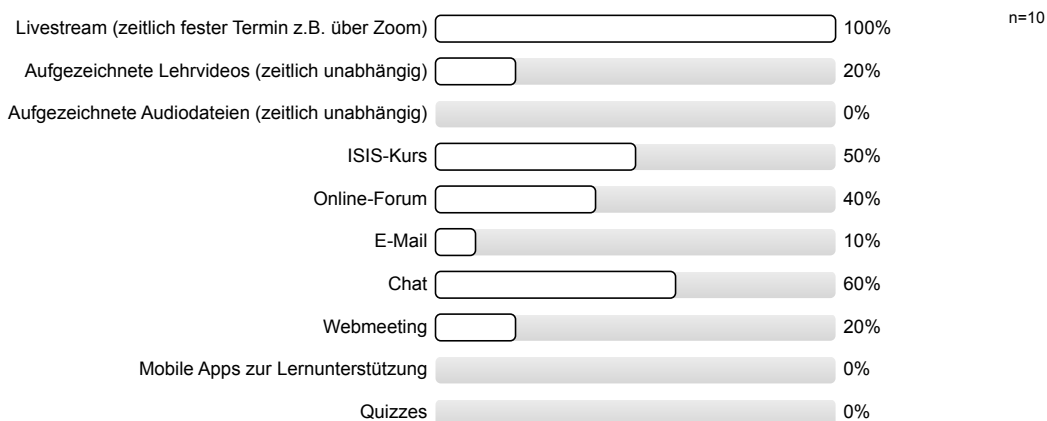 Livestream (zeitlich fester Termin z.B. über Zoom) 100% n=10
Aufgezeichnete Lehrvideos (zeitlich unabhängig) 20%
Aufgezeichnete Audiodateien (zeitlich unabhängig) 0%
ISIS-Kurs 50%
Online-Forum 40%
E-Mail 10%
Chat 60%
Webmeeting 20%
Mobile Apps zur Lernunterstützung 0%
Quizzes 0%